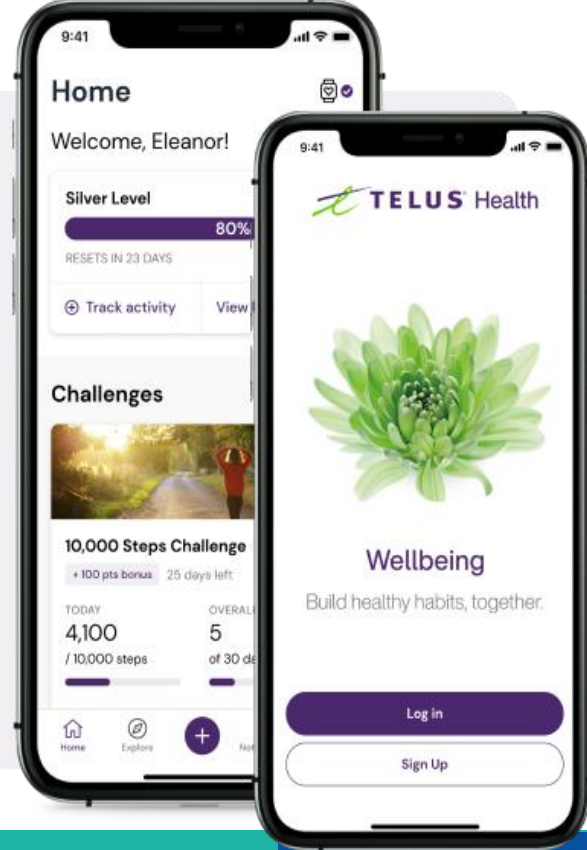 9:41
Home
Welcome, Eleanor!
Silver Level
80%
RESETS IN 23 DAYS
Track activity
View
Challenges
10,000 Steps Challenge
+ 100 pts bonus 25 days left
TODAY
4,100
/ 10,000 steps
5
of 30
Home
Explore
+
9:41
TELUS Health
Wellbeing
Build healthy habits, together.
Log in
Sign Up